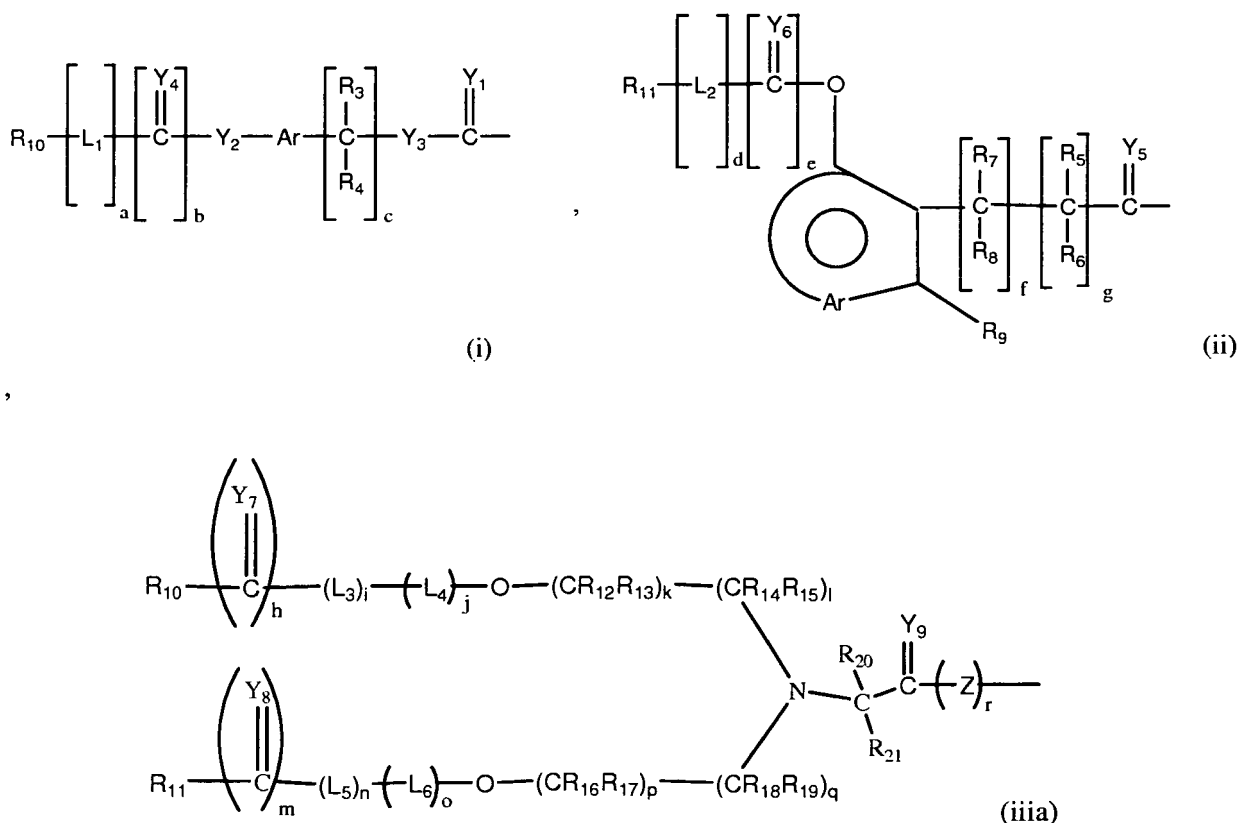 R10 [ L1 ]a [ C(=Y4) ]b Y2 Ar [ C(R3)(R4) ]c Y3 C(=Y1) ,
(i)
R11 [ L2 ]d [ C(=Y6) ]e O
Ar [ C(R7)(R8) ]f [ C(R5)(R6) ]g C(=Y5)
R9
(ii)
,
R10 ( C(=Y7) )h (L3)i ( L4 )j O (CR12R13)k (CR14R15)l
N C(R20)(R21) C(=Y9) ( Z )r
R11 ( C(=Y8) )m (L5)n ( L6 )o O (CR16R17)p (CR18R19)q
(iiia)